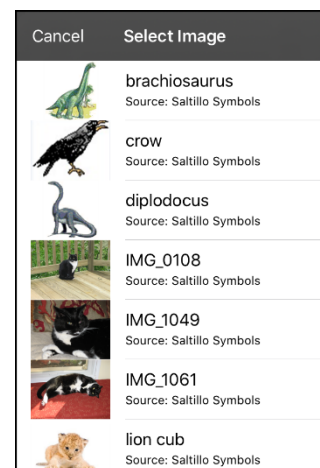 Cancel Select Image
brachiosaurus
Source: Saltillo Symbols
crow
Source: Saltillo Symbols
diplodocus
Source: Saltillo Symbols
IMG_0108
Source: Saltillo Symbols
IMG_1049
Source: Saltillo Symbols
IMG_1061
Source: Saltillo Symbols
lion cub
Source: Saltillo Symbols